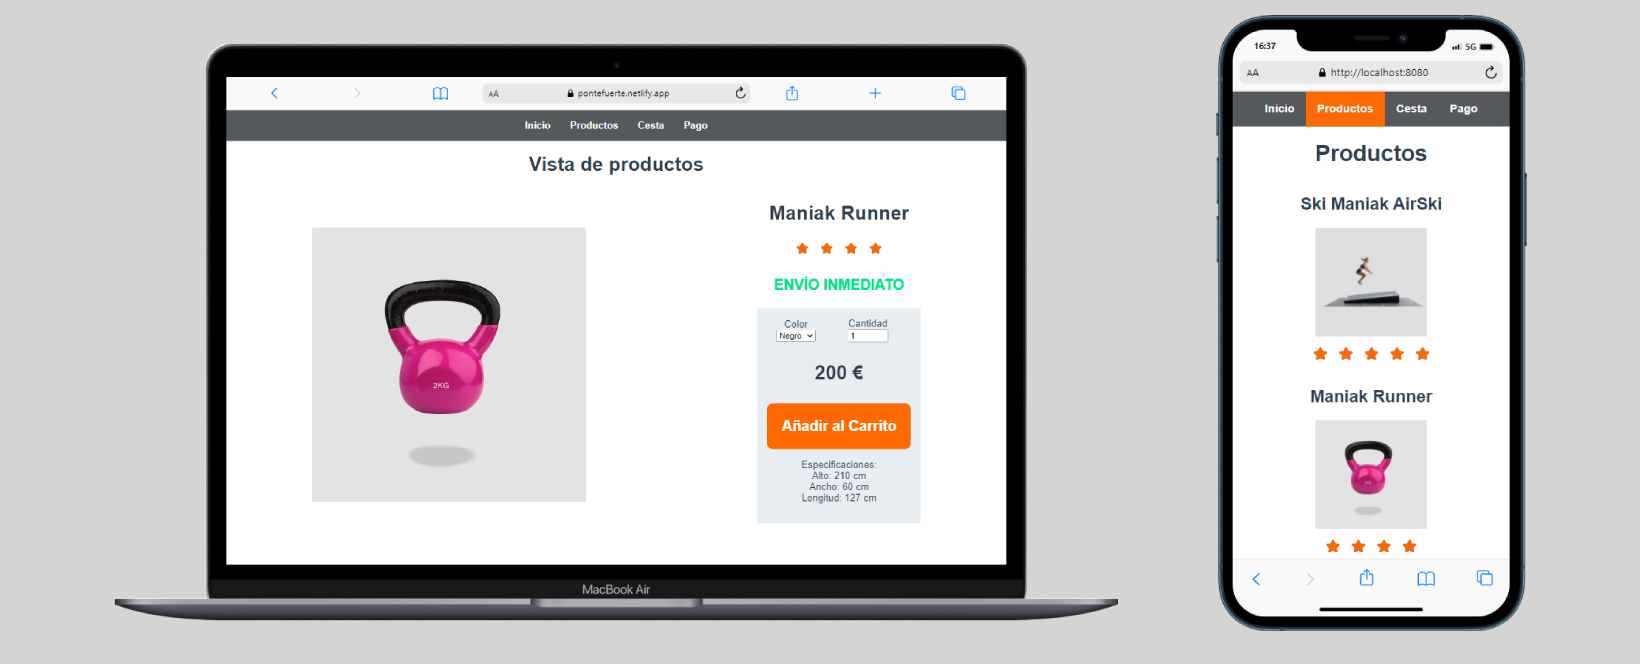 AA
pontefuerte.netlify.app
Inicio Productos Cesta Pago
Vista de productos
Maniak Runner
ENVÍO INMEDIATO
Color Cantidad
Negro 1
200 €
Añadir al Carrito
Especificaciones:
Alto: 210 cm
Ancho: 60 cm
Longitud: 127 cm
2KG
MacBook Air
16:37 5G
AA http://localhost:8080
Inicio Productos Cesta Pago
Productos
Ski Maniak AirSki
Maniak Runner